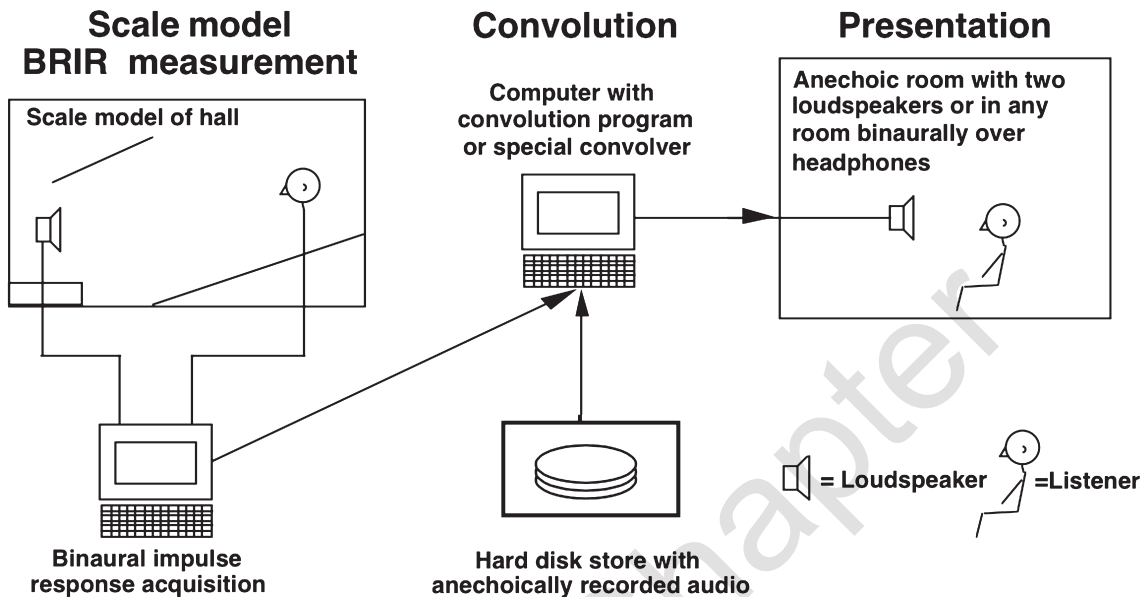 Scale model
BRIR measurement
Convolution
Presentation
Scale model of hall
Computer with
convolution program
or special convolver
Anechoic room with two
loudspeakers or in any
room binaurally over
headphones
= Loudspeaker
=Listener
Binaural impulse
response acquisition
Hard disk store with
anechoically recorded audio
hapter